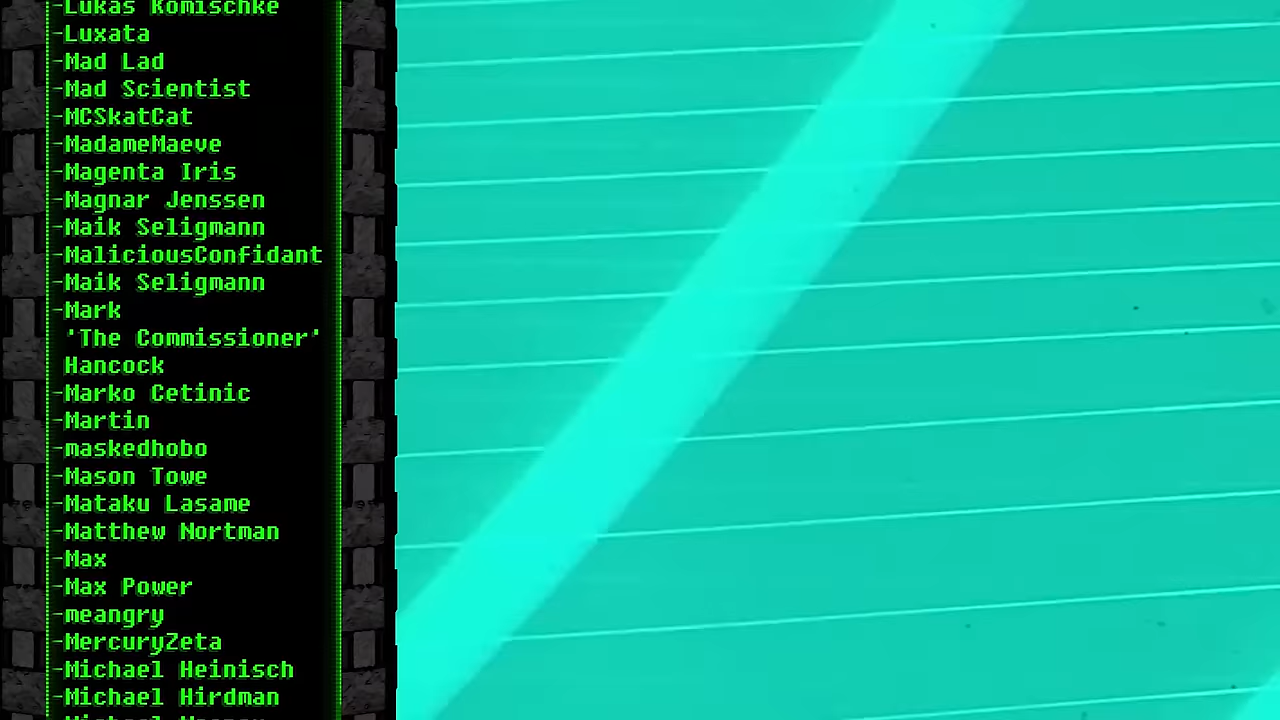 -Lukas Komischke
-Luxata
-Mad Lad
-Mad Scientist
-MCSkatCat
-MadameMaeve
-Magenta Iris
-Magnar Jenssen
-Maik Seligmann
-MaliciousConfidant
-Maik Seligmann
-Mark
'The Commissioner'
Hancock
-Marko Cetinic
-Martin
-maskedhobo
-Mason Towe
-Mataku Lasame
-Matthew Nortman
-Max
-Max Power
-meangry
-MercuryZeta
-Michael Heinisch
-Michael Hirdman
-Michael